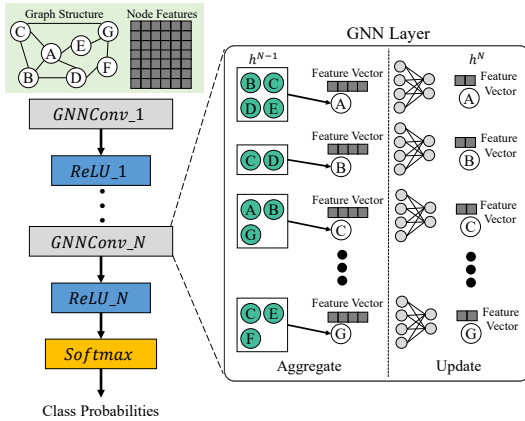 Graph Structure
Node Features
C
G
E
A
F
B
D
GNNConv_1
ReLU_1
GNNConv_N
ReLU_N
Softmax
Class Probabilities
GNN Layer
h^{N-1}
h^N
B C
D E
Feature Vector
A
Feature
Vector
A
C D
Feature Vector
B
Feature
Vector
B
A B
G
Feature Vector
C
Feature
Vector
C
C E
F
Feature Vector
G
Feature
Vector
G
Aggregate
Update